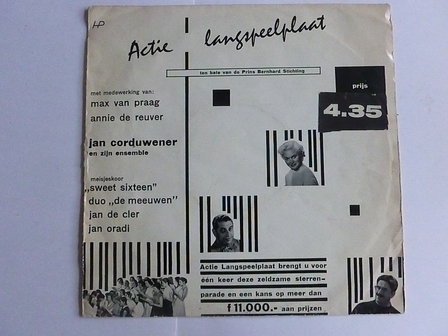 HP
Actie langspeelplaat
ten bate van de Prins Bernhard Stichting
prijs
4.35
met medewerking van:
max van praag
annie de reuver
jan corduwener
en zijn ensemble
meisjeskoor
„sweet sixteen”
duo „de meeuwen”
jan de cler
jan oradi
Actie Langspeelplaat brengt u voor
één keer deze zeldzame sterren-
parade en een kans op meer dan
f 11.000.- aan prijzen